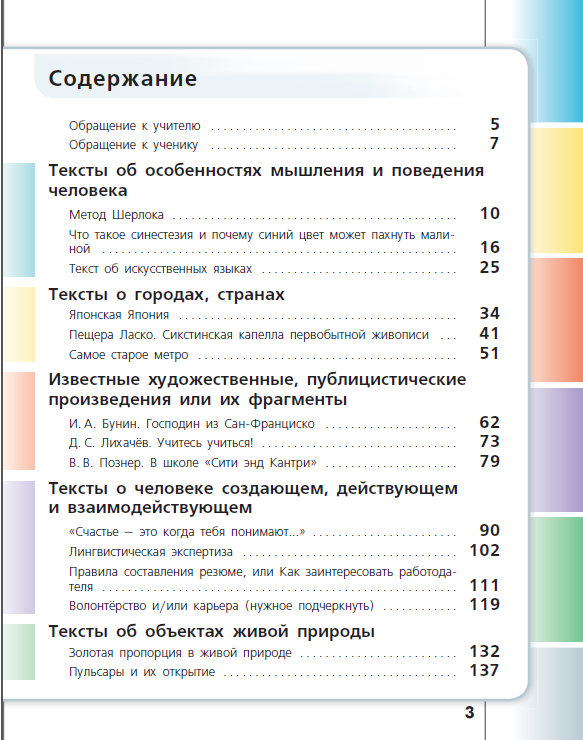 Содержание
Обращение к учителю . . . . . . . . . . . . . . . . . . . . . . . . . . . . . . . . . . 5
Обращение к ученику . . . . . . . . . . . . . . . . . . . . . . . . . . . . . . . . . . 7
Тексты об особенностях мышления и поведения
человека
Метод Шерлока . . . . . . . . . . . . . . . . . . . . . . . . . . . . . . . . . . . . . . . 10
Что такое синестезия и почему синий цвет может пахнуть мали-
ной . . . . . . . . . . . . . . . . . . . . . . . . . . . . . . . . . . . . . . . . . . . . . . . . . 16
Текст об искусственных языках . . . . . . . . . . . . . . . . . . . . . . . . . . . 25
Тексты о городах, странах
Японская Япония . . . . . . . . . . . . . . . . . . . . . . . . . . . . . . . . . . . . . . 34
Пещера Ласко. Сикстинская капелла первобытной живописи . . . 41
Самое старое метро . . . . . . . . . . . . . . . . . . . . . . . . . . . . . . . . . . . . 51
Известные художественные, публицистические
произведения или их фрагменты
И. А. Бунин. Господин из Сан-Франциско . . . . . . . . . . . . . . . . . . 62
Д. С. Лихачёв. Учитесь учиться! . . . . . . . . . . . . . . . . . . . . . . . . . . . 73
В. В. Познер. В школе «Сити энд Кантри» . . . . . . . . . . . . . . . . . . . 79
Тексты о человеке создающем, действующем
и взаимодействующем
«Счастье — это когда тебя понимают...» . . . . . . . . . . . . . . . . . . . . 90
Лингвистическая экспертиза . . . . . . . . . . . . . . . . . . . . . . . . . . . . . . 102
Правила составления резюме, или Как заинтересовать работода-
теля . . . . . . . . . . . . . . . . . . . . . . . . . . . . . . . . . . . . . . . . . . . . . . . . . 111
Волонтёрство и/или карьера (нужное подчеркнуть) . . . . . . . . . . . 119
Тексты об объектах живой природы
Золотая пропорция в живой природе . . . . . . . . . . . . . . . . . . . . . . 132
Пульсары и их открытие . . . . . . . . . . . . . . . . . . . . . . . . . . . . . . . . 137
3